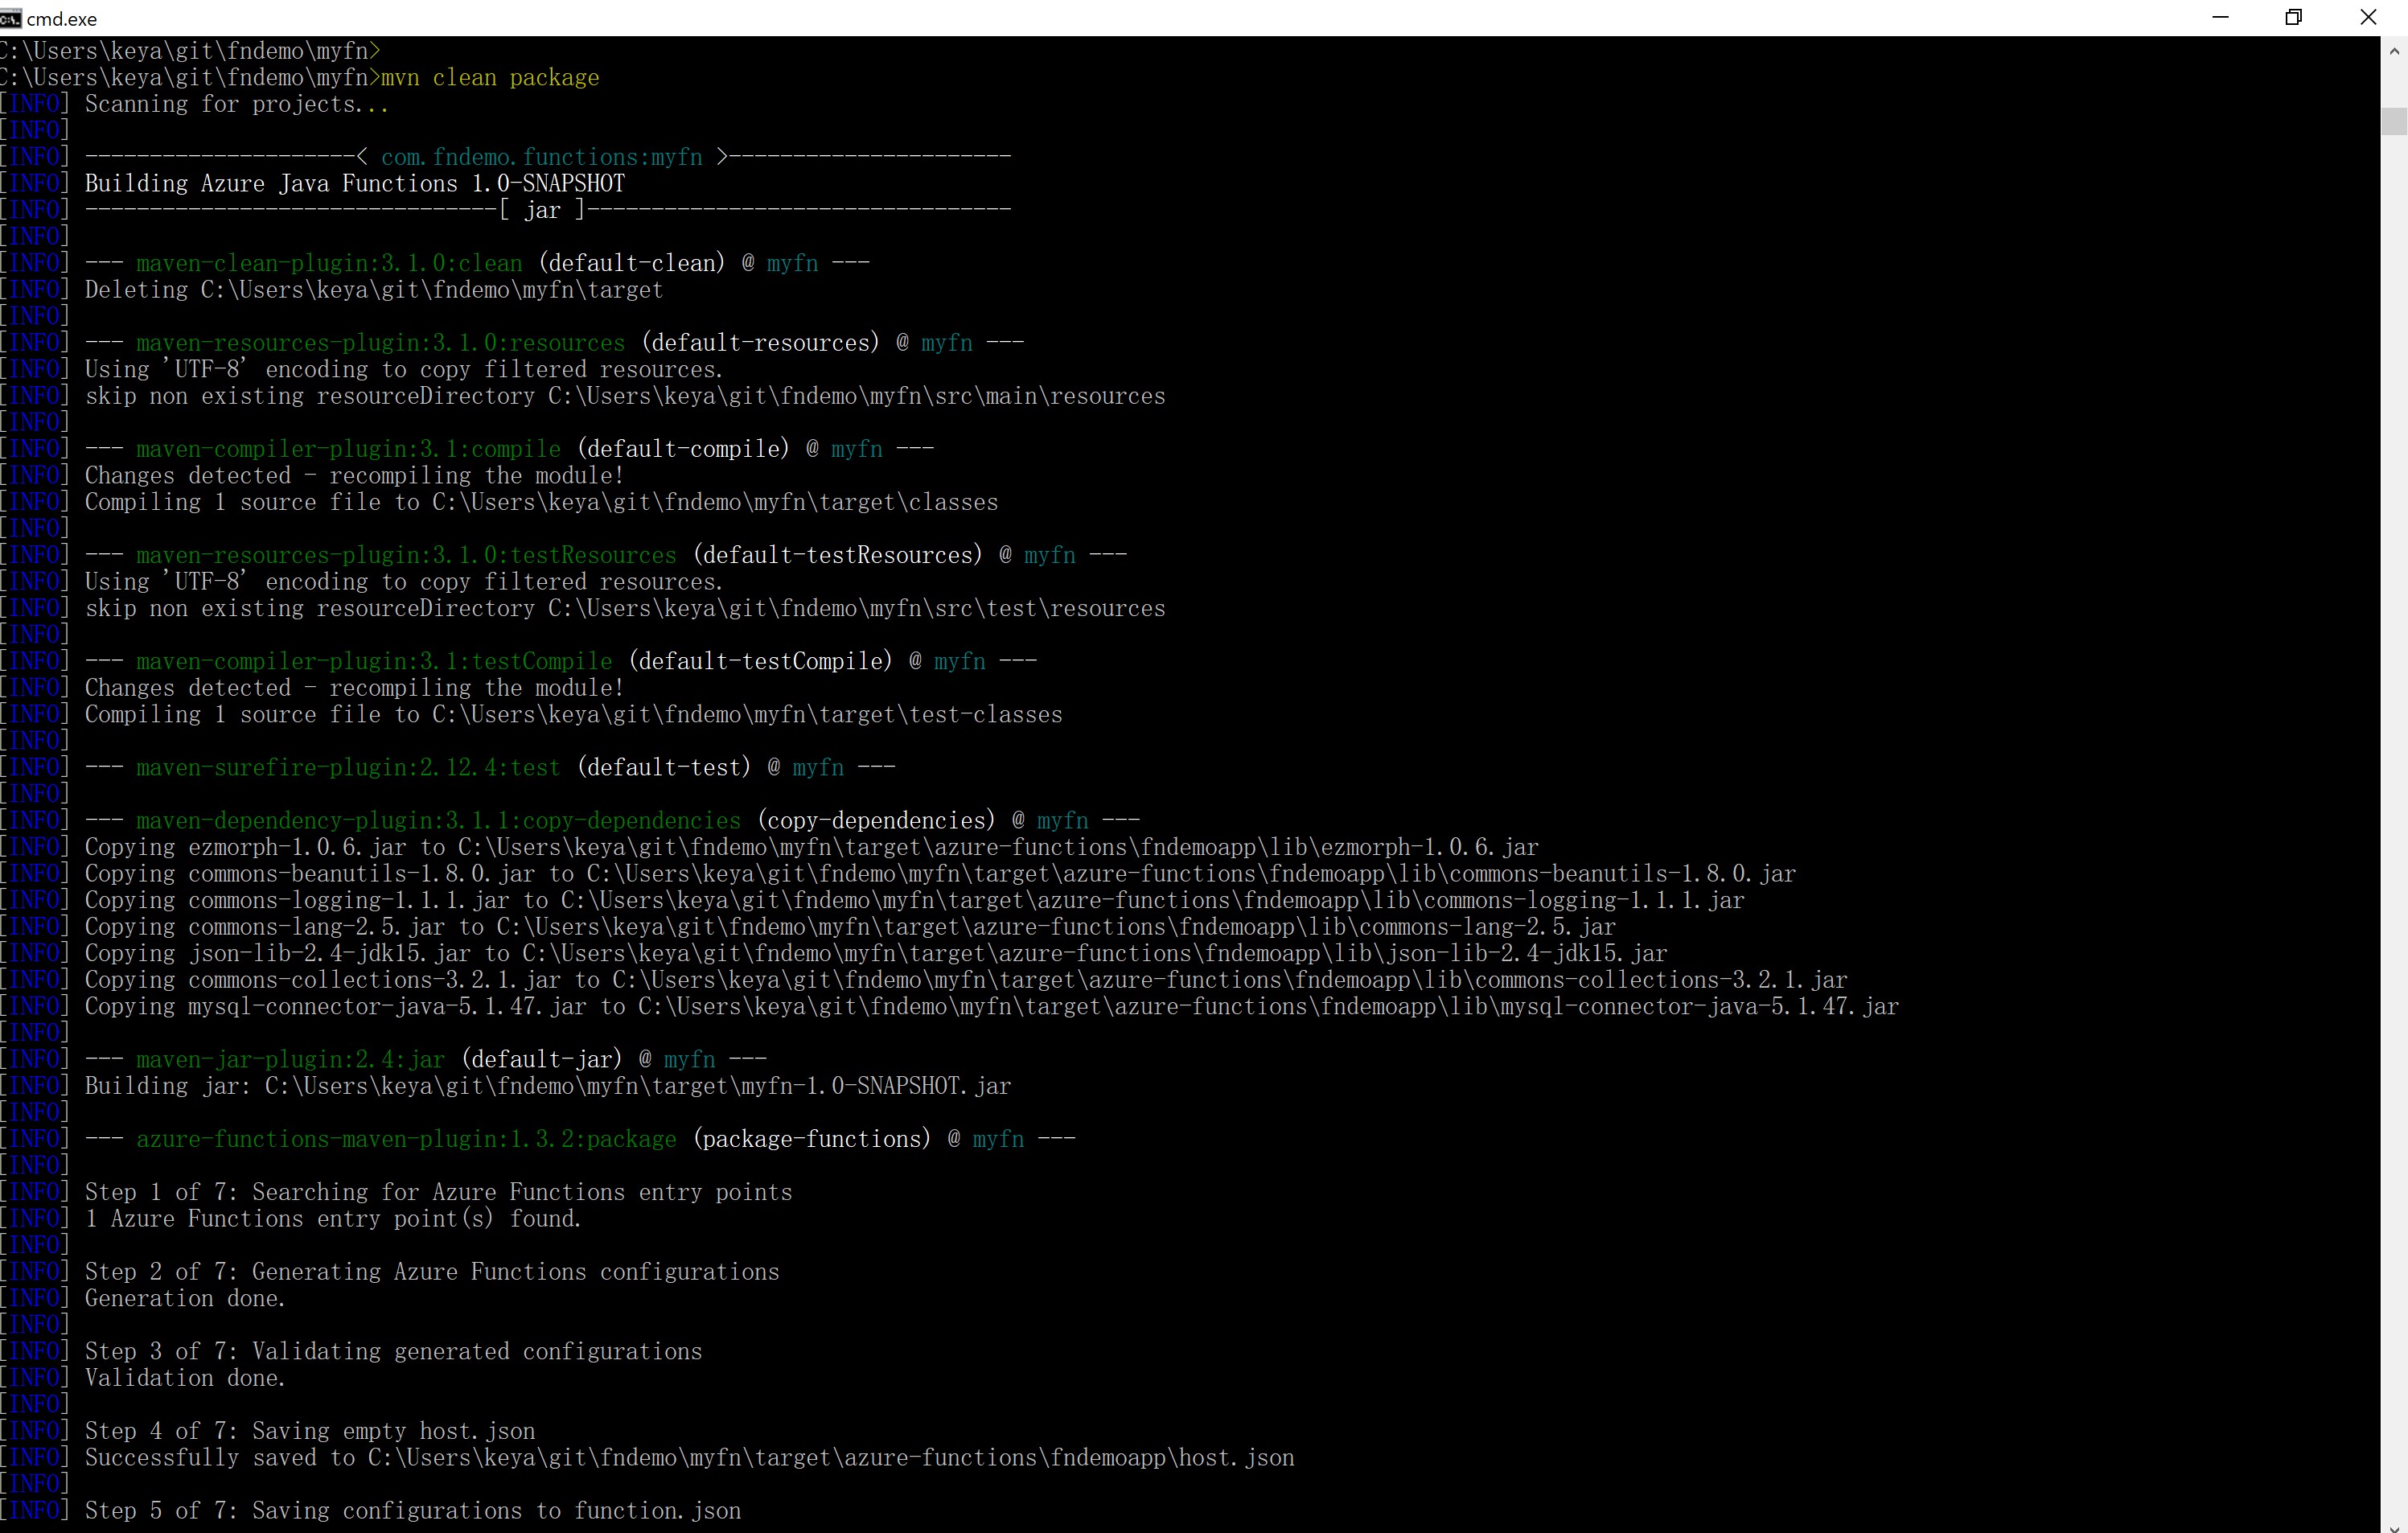 cmd.exe
C:\Users\keya\git\fndemo\myfn>
C:\Users\keya\git\fndemo\myfn>mvn clean package
[INFO] Scanning for projects...
[INFO]
[INFO] ---------------------< com.fndemo.functions:myfn >----------------------
[INFO] Building Azure Java Functions 1.0-SNAPSHOT
[INFO] --------------------------------[ jar ]---------------------------------
[INFO]
[INFO] --- maven-clean-plugin:3.1.0:clean (default-clean) @ myfn ---
[INFO] Deleting C:\Users\keya\git\fndemo\myfn\target
[INFO]
[INFO] --- maven-resources-plugin:3.1.0:resources (default-resources) @ myfn ---
[INFO] Using 'UTF-8' encoding to copy filtered resources.
[INFO] skip non existing resourceDirectory C:\Users\keya\git\fndemo\myfn\src\main\resources
[INFO]
[INFO] --- maven-compiler-plugin:3.1:compile (default-compile) @ myfn ---
[INFO] Changes detected - recompiling the module!
[INFO] Compiling 1 source file to C:\Users\keya\git\fndemo\myfn\target\classes
[INFO]
[INFO] --- maven-resources-plugin:3.1.0:testResources (default-testResources) @ myfn ---
[INFO] Using 'UTF-8' encoding to copy filtered resources.
[INFO] skip non existing resourceDirectory C:\Users\keya\git\fndemo\myfn\src\test\resources
[INFO]
[INFO] --- maven-compiler-plugin:3.1:testCompile (default-testCompile) @ myfn ---
[INFO] Changes detected - recompiling the module!
[INFO] Compiling 1 source file to C:\Users\keya\git\fndemo\myfn\target\test-classes
[INFO]
[INFO] --- maven-surefire-plugin:2.12.4:test (default-test) @ myfn ---
[INFO]
[INFO] --- maven-dependency-plugin:3.1.1:copy-dependencies (copy-dependencies) @ myfn ---
[INFO] Copying ezmorph-1.0.6.jar to C:\Users\keya\git\fndemo\myfn\target\azure-functions\fndemoapp\lib\ezmorph-1.0.6.jar
[INFO] Copying commons-beanutils-1.8.0.jar to C:\Users\keya\git\fndemo\myfn\target\azure-functions\fndemoapp\lib\commons-beanutils-1.8.0.jar
[INFO] Copying commons-logging-1.1.1.jar to C:\Users\keya\git\fndemo\myfn\target\azure-functions\fndemoapp\lib\commons-logging-1.1.1.jar
[INFO] Copying commons-lang-2.5.jar to C:\Users\keya\git\fndemo\myfn\target\azure-functions\fndemoapp\lib\commons-lang-2.5.jar
[INFO] Copying json-lib-2.4-jdk15.jar to C:\Users\keya\git\fndemo\myfn\target\azure-functions\fndemoapp\lib\json-lib-2.4-jdk15.jar
[INFO] Copying commons-collections-3.2.1.jar to C:\Users\keya\git\fndemo\myfn\target\azure-functions\fndemoapp\lib\commons-collections-3.2.1.jar
[INFO] Copying mysql-connector-java-5.1.47.jar to C:\Users\keya\git\fndemo\myfn\target\azure-functions\fndemoapp\lib\mysql-connector-java-5.1.47.jar
[INFO]
[INFO] --- maven-jar-plugin:2.4:jar (default-jar) @ myfn ---
[INFO] Building jar: C:\Users\keya\git\fndemo\myfn\target\myfn-1.0-SNAPSHOT.jar
[INFO]
[INFO] --- azure-functions-maven-plugin:1.3.2:package (package-functions) @ myfn ---
[INFO]
[INFO] Step 1 of 7: Searching for Azure Functions entry points
[INFO] 1 Azure Functions entry point(s) found.
[INFO]
[INFO] Step 2 of 7: Generating Azure Functions configurations
[INFO] Generation done.
[INFO]
[INFO] Step 3 of 7: Validating generated configurations
[INFO] Validation done.
[INFO]
[INFO] Step 4 of 7: Saving empty host.json
[INFO] Successfully saved to C:\Users\keya\git\fndemo\myfn\target\azure-functions\fndemoapp\host.json
[INFO]
[INFO] Step 5 of 7: Saving configurations to function.json